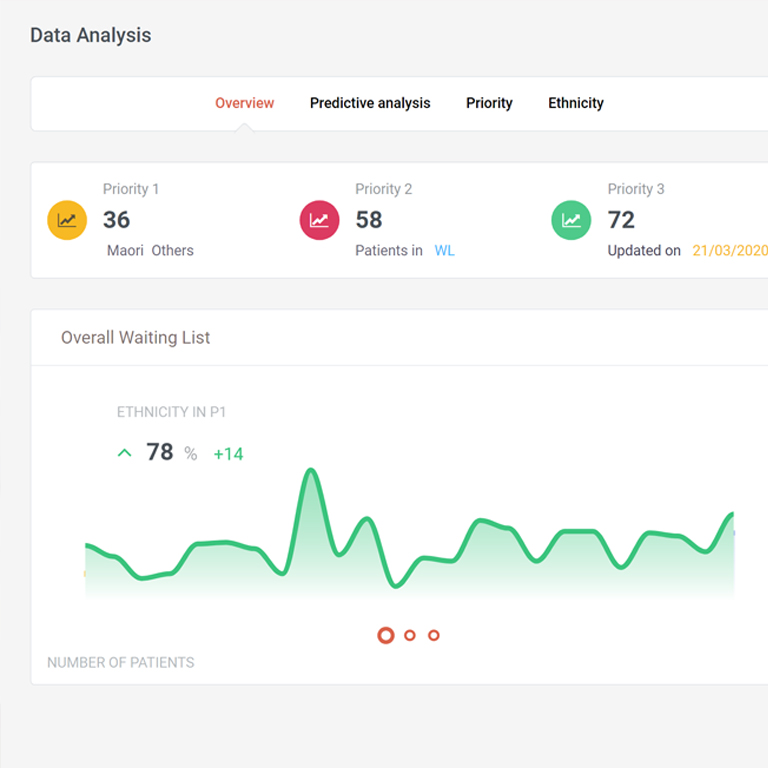 Data Analysis
Overview Predictive analysis Priority Ethnicity
Priority 1
36
Maori Others
Priority 2
58
Patients in WL
Priority 3
72
Updated on 21/03/2020
Overall Waiting List
ETHNICITY IN P1
78 % +14
NUMBER OF PATIENTS